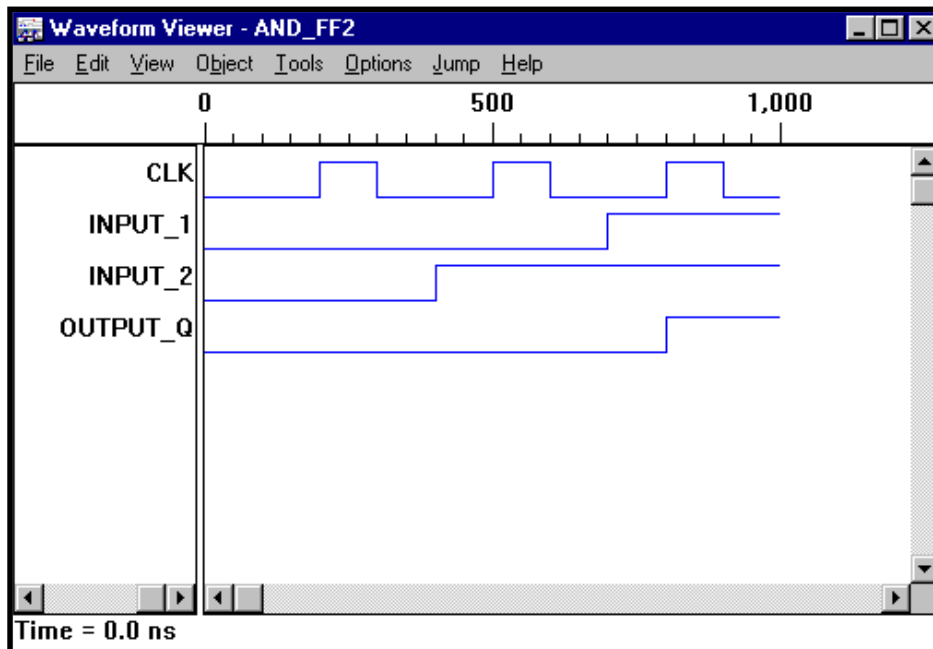 Waveform Viewer - AND_FF2
File Edit View Object Tools Options Jump Help
0 500 1,000
CLK
INPUT_1
INPUT_2
OUTPUT_Q
Time = 0.0 ns